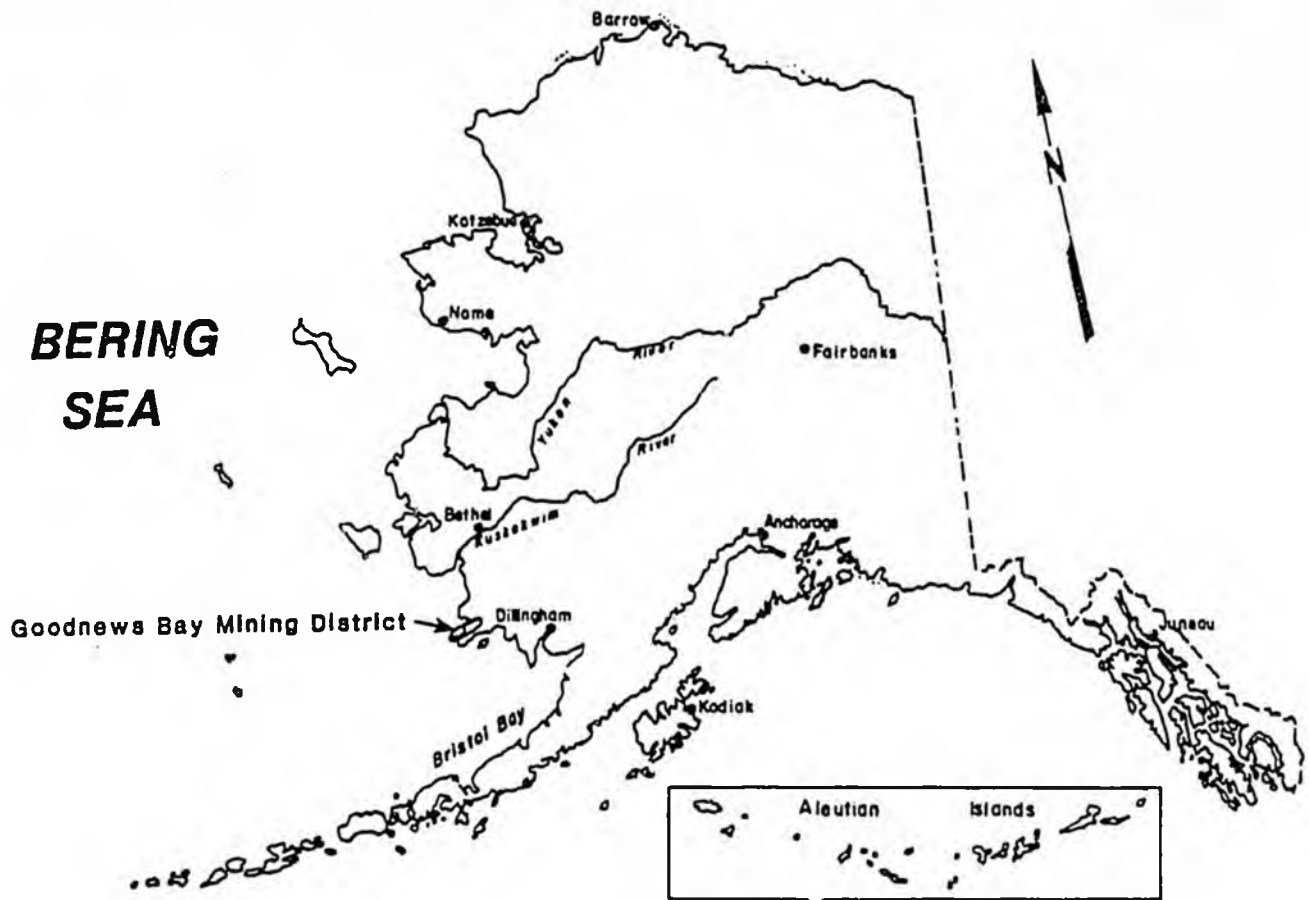 Barrow
N
Kotzebue
Nome
BERING
SEA
River
Fairbanks
Yukon
River
Bethel
Kuskokwim
Anchorage
Goodnews Bay Mining District
Dillingham
Juneau
Kodiak
Bristol Bay
Aleutian Islands